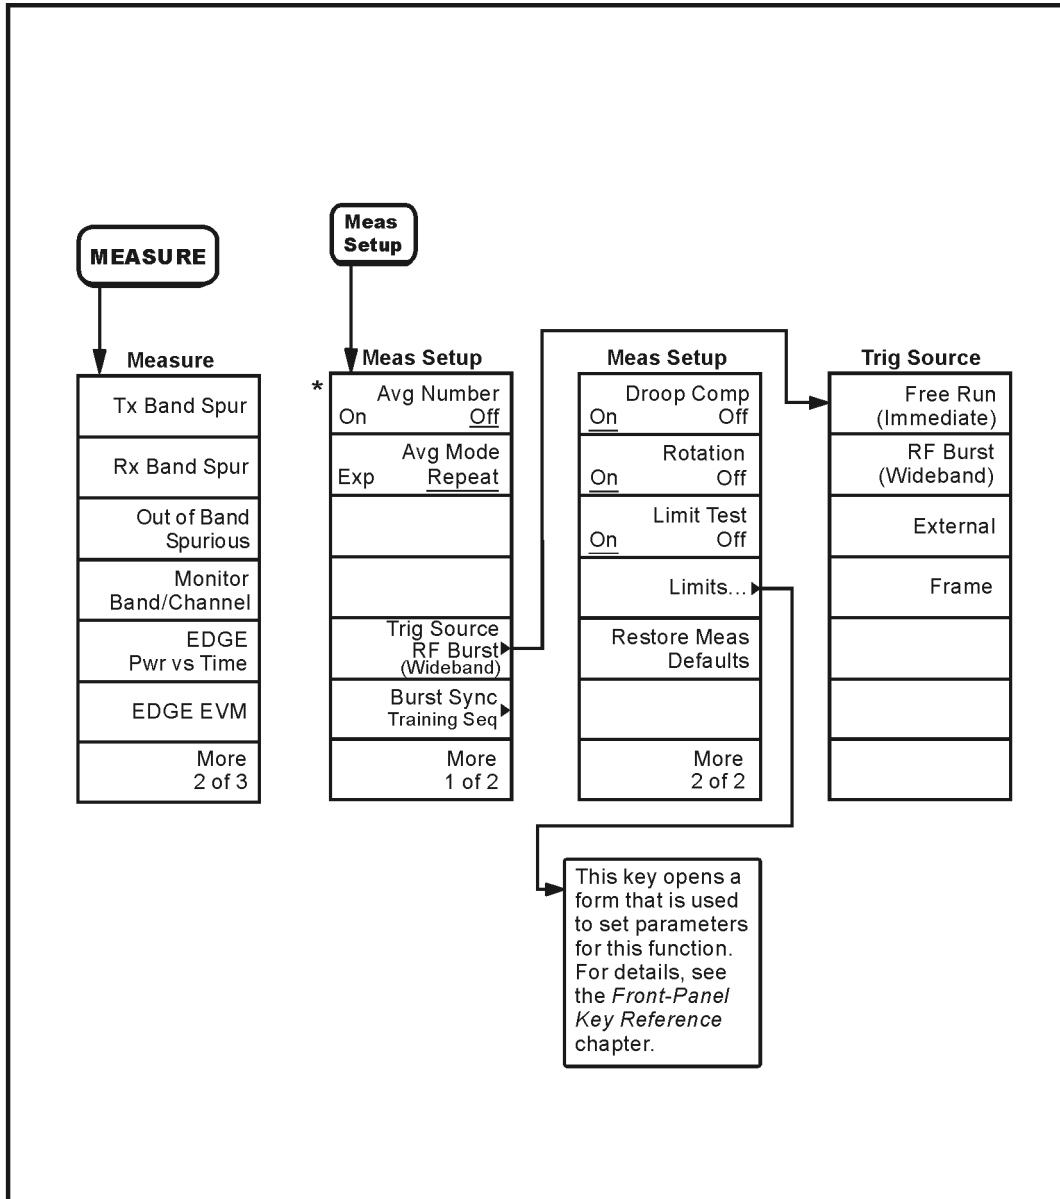 MEASURE
Measure
Tx Band Spur
Rx Band Spur
Out of Band
Spurious
Monitor
Band/Channel
EDGE
Pwr vs Time
EDGE EVM
More
2 of 3
Meas
Setup
Meas Setup
*
Avg Number
On Off
Avg Mode
Exp Repeat
Trig Source
RF Burst
(Wideband)
Burst Sync
Training Seq
More
1 of 2
Meas Setup
Droop Comp
On Off
Rotation
On Off
Limit Test
On Off
Limits...
Restore Meas
Defaults
More
2 of 2
Trig Source
Free Run
(Immediate)
RF Burst
(Wideband)
External
Frame
This key opens a
form that is used
to set parameters
for this function.
For details, see
the Front-Panel
Key Reference
chapter.